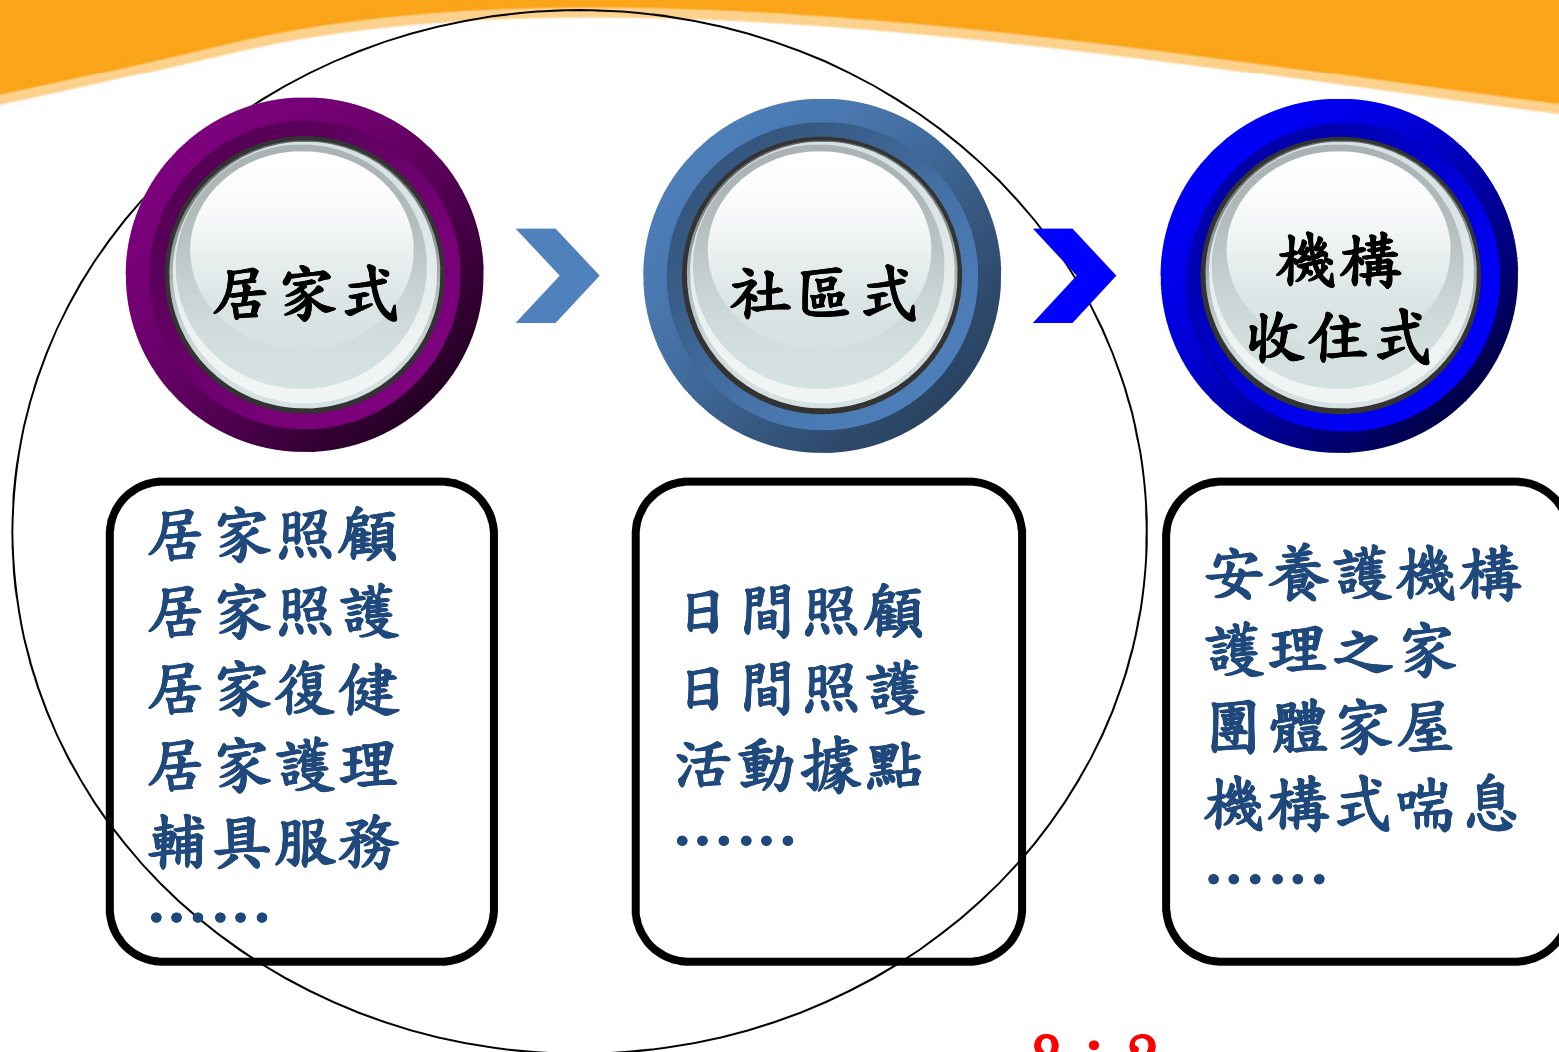 居家式
社區式
機構
收住式
居家照顧
居家照護
居家復健
居家護理
輔具服務
……
日間照顧
日間照護
活動據點
……
安養護機構
護理之家
團體家屋
機構式喘息
……